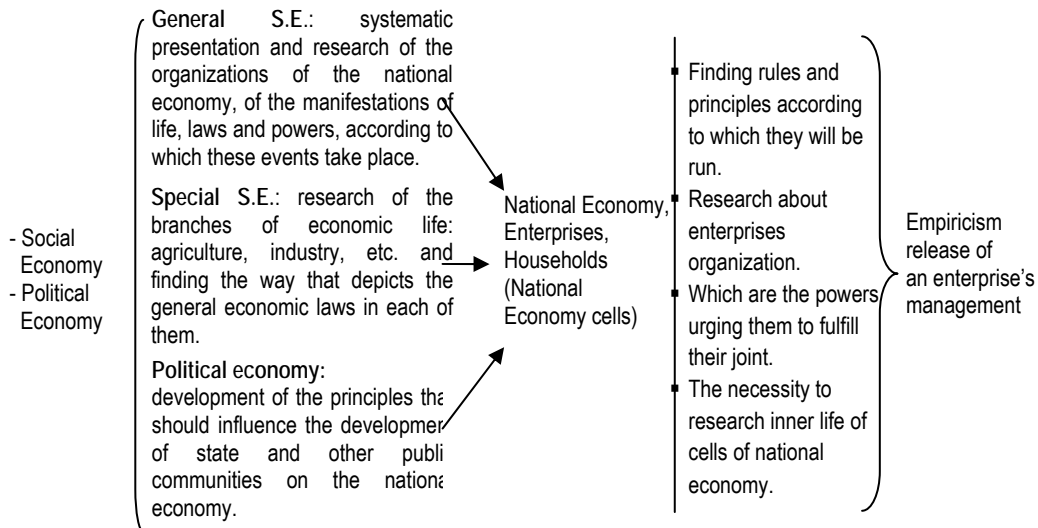 - Social
Economy
- Political
Economy
General S.E.: systematic
presentation and research of the
organizations of the national
economy, of the manifestations of
life, laws and powers, according to
which these events take place.
Special S.E.: research of the
branches of economic life:
agriculture, industry, etc. and
finding the way that depicts the
general economic laws in each of
them.
Political economy:
development of the principles tha
should influence the developmer
of state and other publi
communities on the nationa
economy.
National Economy,
Enterprises,
Households
(National
Economy cells)
▪ Finding rules and
principles according
to which they will be
run.
▪ Research about
enterprises
organization.
▪ Which are the powers
urging them to fulfill
their joint.
▪ The necessity to
research inner life of
cells of national
economy.
Empiricism
release of
an enterprise's
management